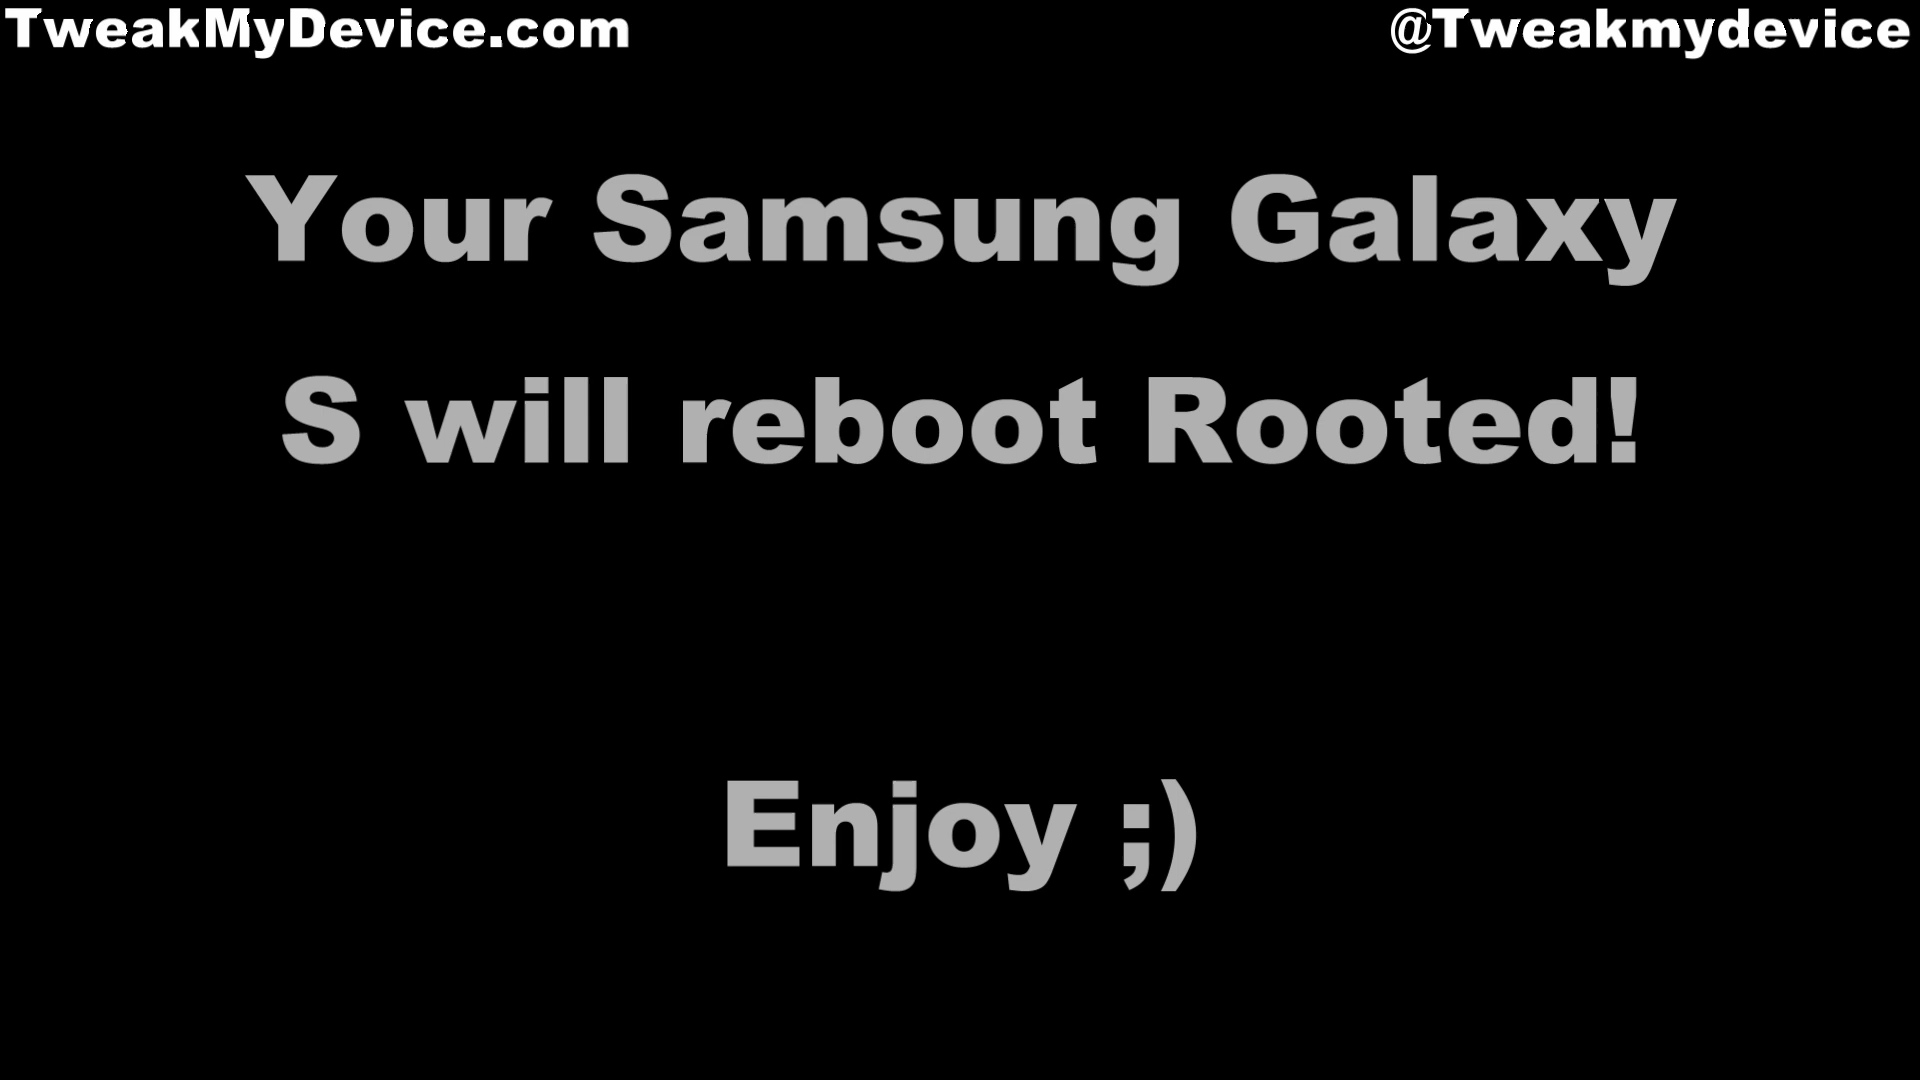 TweakMyDevice.com
@Tweakmydevice
Your Samsung Galaxy
S will reboot Rooted!
Enjoy ;)